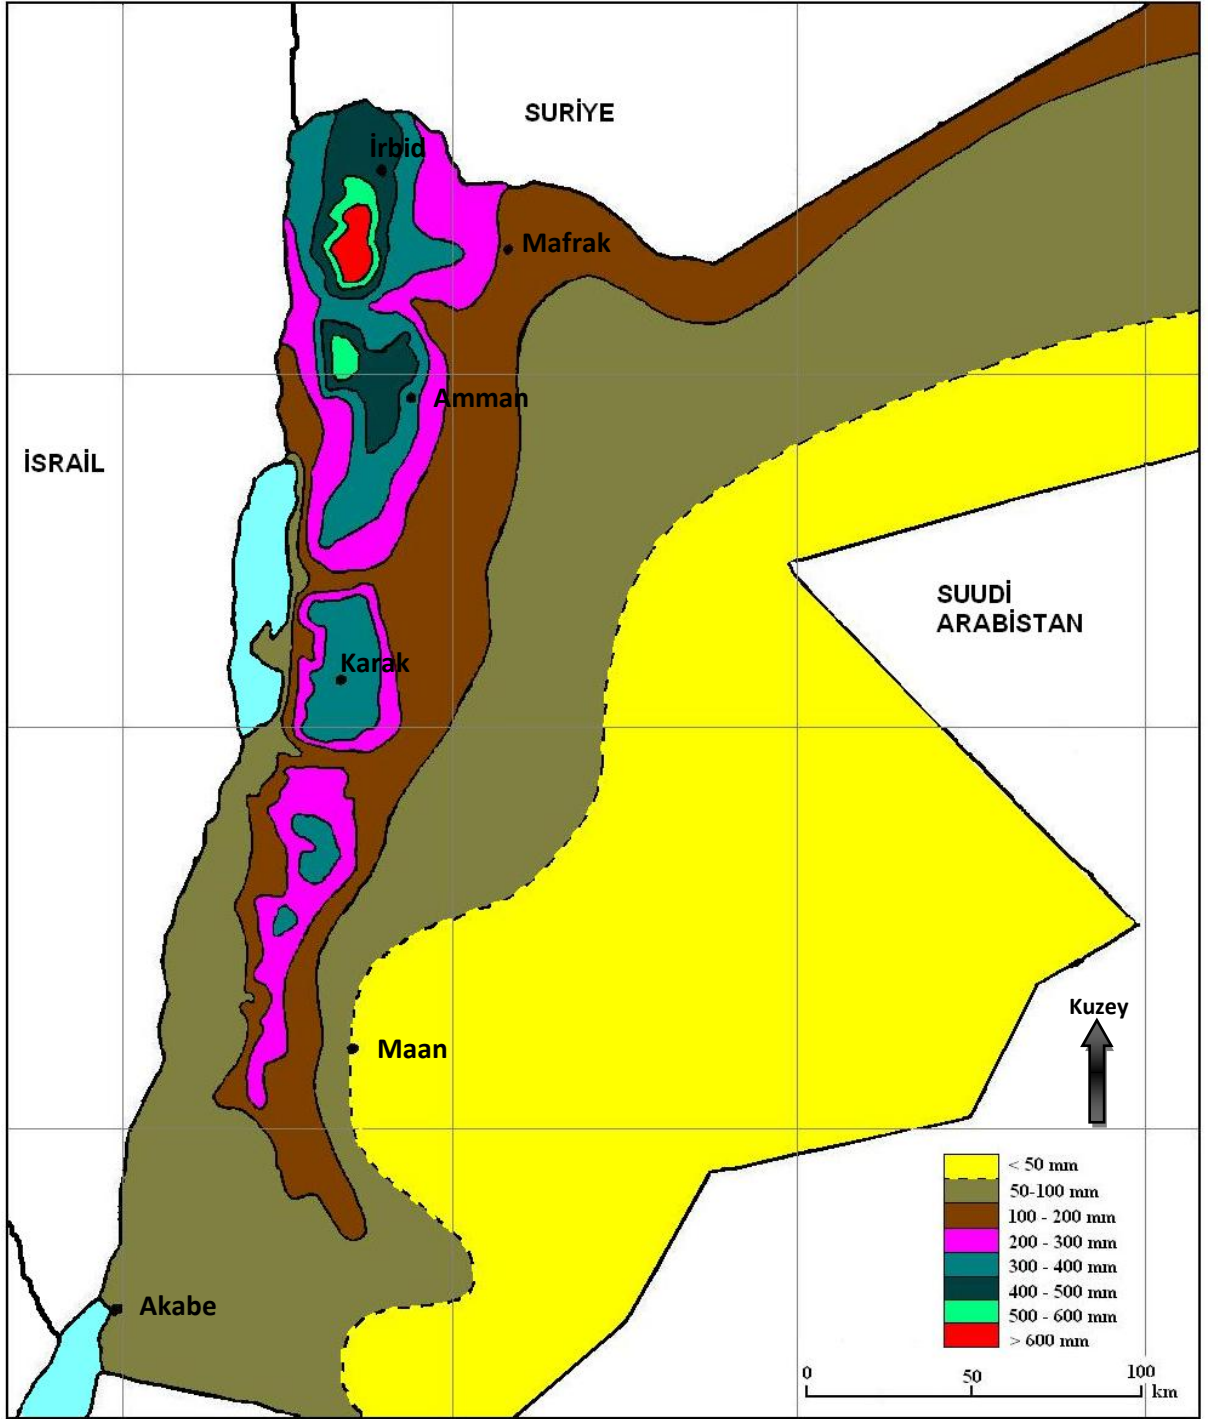 SURİYE
İrbid
Mafrak
Amman
İSRAİL
SUUDİ
ARABİSTAN
Karak
Kuzey
Maan
< 50 mm
50-100 mm
100 - 200 mm
200 - 300 mm
300 - 400 mm
400 - 500 mm
500 - 600 mm
> 600 mm
Akabe
0 50 100
km